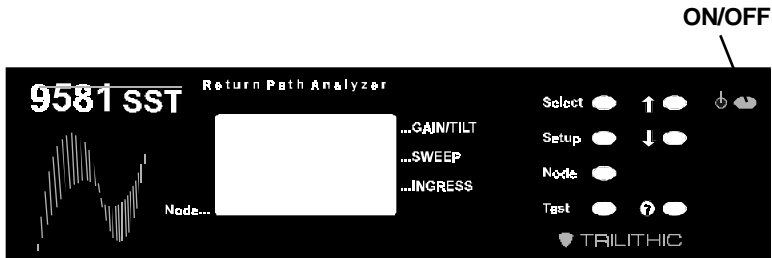 ON/OFF
9581 SST
Return Path Analyzer
...GAIN/TILT
...SWEEP
...INGRESS
Node...
Select
Setup
Node
Test
?
TRILITHIC